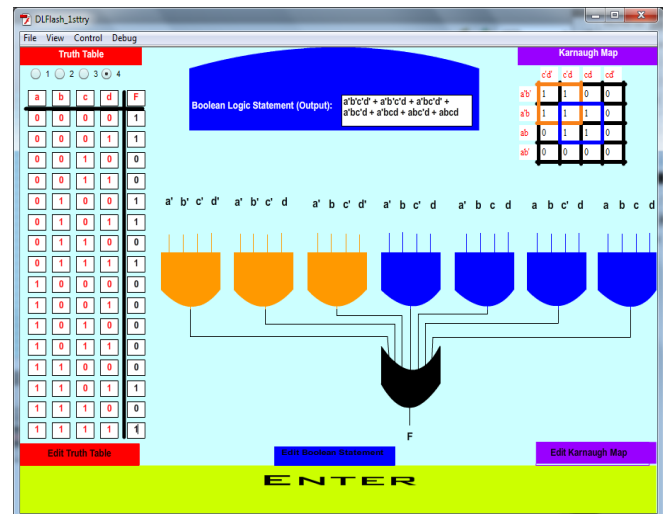 DLFlash_1sttry
File View Control Debug
Truth Table
1 2 3 4
a b c d F
0 0 0 0 1
0 0 0 1 1
0 0 1 0 0
0 0 1 1 0
0 1 0 0 1
0 1 0 1 1
0 1 1 0 0
0 1 1 1 1
1 0 0 0 0
1 0 0 1 0
1 0 1 0 0
1 0 1 1 0
1 1 0 0 0
1 1 0 1 1
1 1 1 0 0
1 1 1 1 1
Edit Truth Table
Boolean Logic Statement (Output):
a'b'c'd' + a'b'c'd + a'bc'd' +
a'bc'd + a'bcd + abc'd + abcd
Karnaugh Map
c'd' c'd cd cd'
a'b' 1 1 0 0
a'b 1 1 1 0
ab 0 1 1 0
ab' 0 0 0 0
a' b' c' d' a' b' c' d a' b c' d' a' b c' d a' b c d a b c' d a b c d
F
Edit Boolean Statement
Edit Karnaugh Map
ENTER